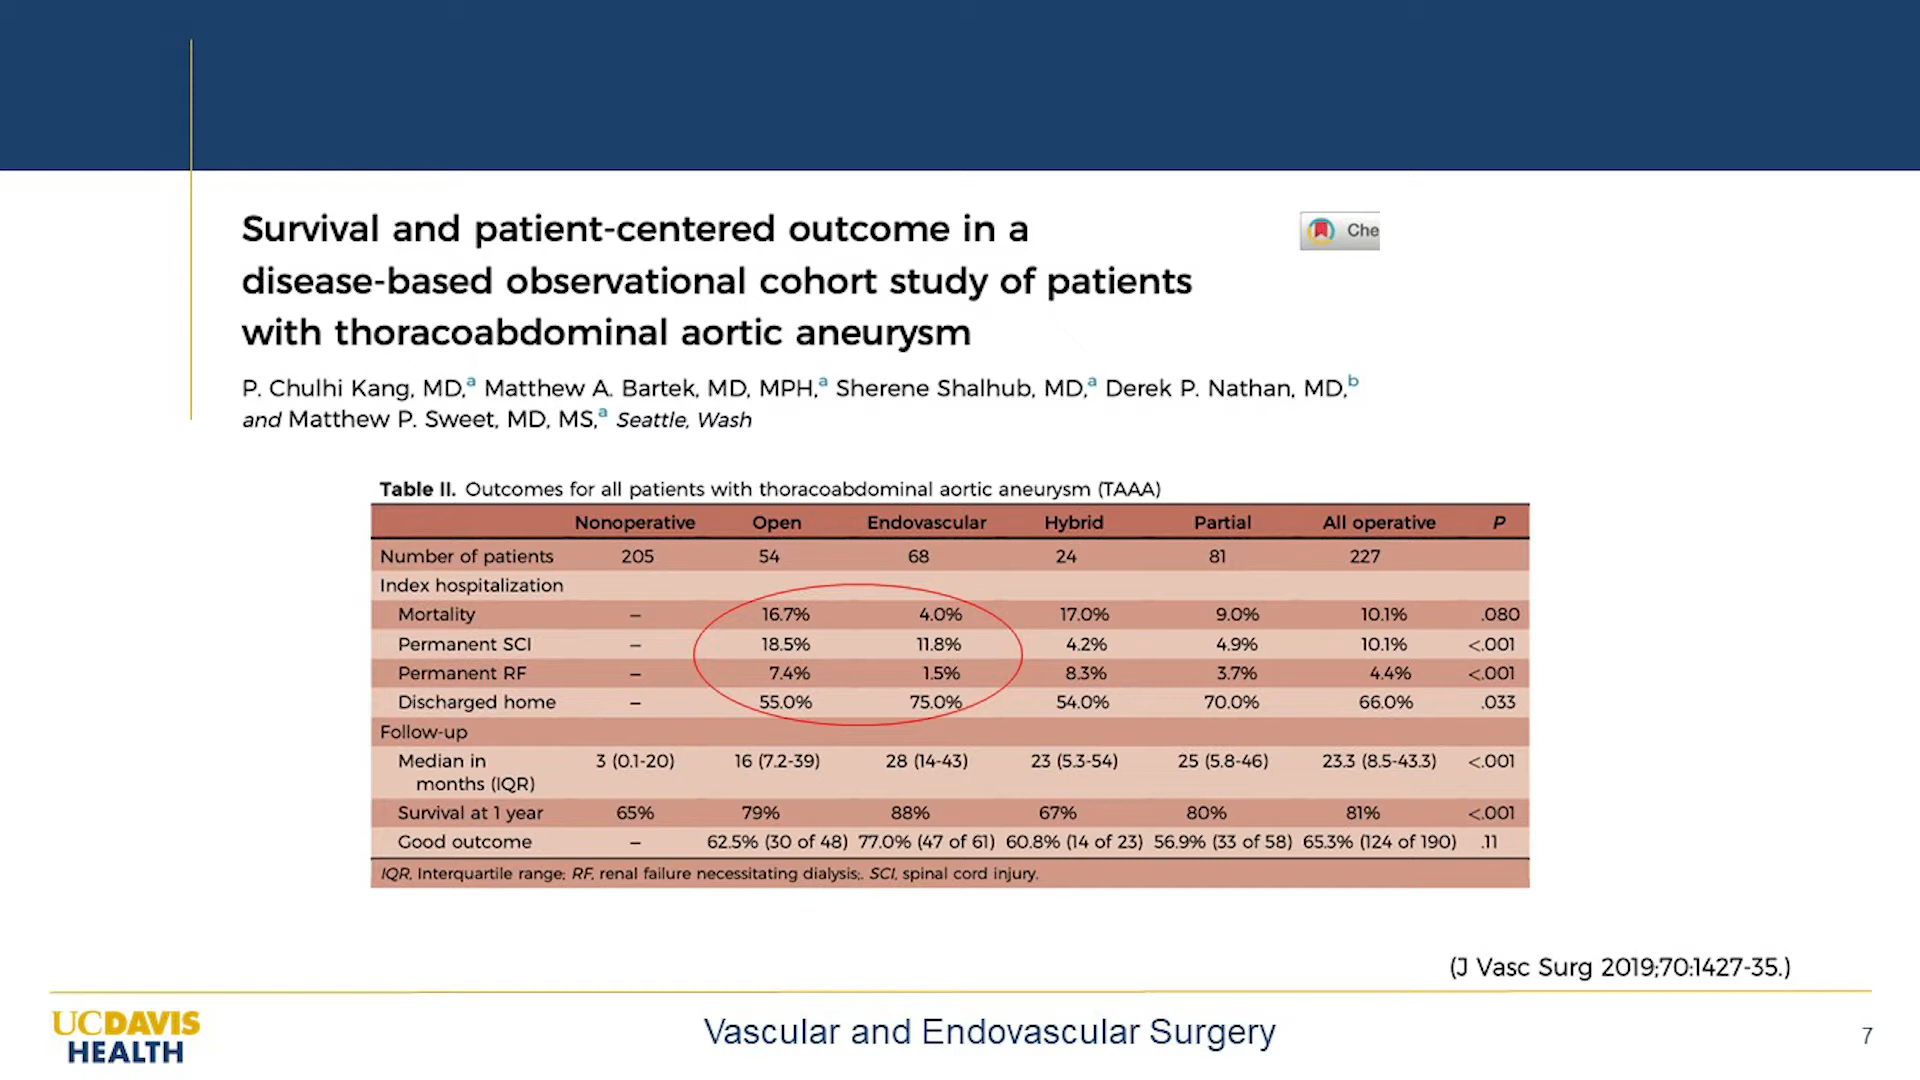 Survival and patient-centered outcome in a
disease-based observational cohort study of patients
with thoracoabdominal aortic aneurysm
Che
P. Chulhi Kang, MD,a Matthew A. Bartek, MD, MPH,a Sherene Shalhub, MD,a Derek P. Nathan, MD,b
and Matthew P. Sweet, MD, MS,a Seattle, Wash
Table II. Outcomes for all patients with thoracoabdominal aortic aneurysm (TAAA)
Nonoperative Open Endovascular Hybrid Partial All operative P
Number of patients 205 54 68 24 81 227
Index hospitalization
Mortality – 16.7% 4.0% 17.0% 9.0% 10.1% .080
Permanent SCI – 18.5% 11.8% 4.2% 4.9% 10.1% <.001
Permanent RF – 7.4% 1.5% 8.3% 3.7% 4.4% <.001
Discharged home – 55.0% 75.0% 54.0% 70.0% 66.0% .033
Follow-up
Median in 3 (0.1-20) 16 (7.2-39) 28 (14-43) 23 (5.3-54) 25 (5.8-46) 23.3 (8.5-43.3) <.001
months (IQR)
Survival at 1 year 65% 79% 88% 67% 80% 81% <.001
Good outcome – 62.5% (30 of 48) 77.0% (47 of 61) 60.8% (14 of 23) 56.9% (33 of 58) 65.3% (124 of 190) .11
IQR, Interquartile range; RF, renal failure necessitating dialysis;. SCI, spinal cord injury.
(J Vasc Surg 2019;70:1427-35.)
UCDAVIS
HEALTH
Vascular and Endovascular Surgery
7